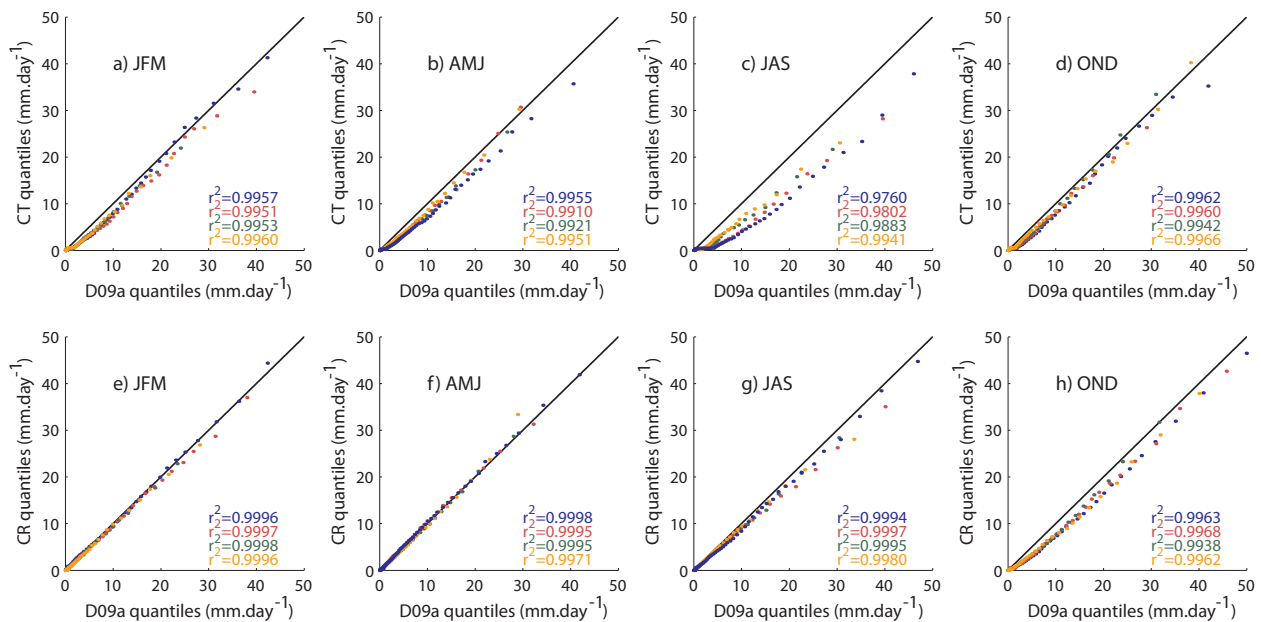 a) JFM
r²=0.9957
r²=0.9951
r²=0.9953
r²=0.9960
CT quantiles (mm.day⁻¹)
50
40
30
20
10
0
0 10 20 30 40 50
D09a quantiles (mm.day⁻¹)
b) AMJ
r²=0.9955
r²=0.9910
r²=0.9921
r²=0.9951
CT quantiles (mm.day⁻¹)
50
40
30
20
10
0
0 10 20 30 40 50
D09a quantiles (mm.day⁻¹)
c) JAS
r²=0.9760
r²=0.9802
r²=0.9883
r²=0.9941
CT quantiles (mm.day⁻¹)
50
40
30
20
10
0
0 10 20 30 40 50
D09a quantiles (mm.day⁻¹)
d) OND
r²=0.9962
r²=0.9960
r²=0.9942
r²=0.9966
CT quantiles (mm.day⁻¹)
50
40
30
20
10
0
0 10 20 30 40 50
D09a quantiles (mm.day⁻¹)
e) JFM
r²=0.9996
r²=0.9997
r²=0.9998
r²=0.9996
CR quantiles (mm.day⁻¹)
50
40
30
20
10
0
0 10 20 30 40 50
D09a quantiles (mm.day⁻¹)
f) AMJ
r²=0.9998
r²=0.9995
r²=0.9995
r²=0.9971
CR quantiles (mm.day⁻¹)
50
40
30
20
10
0
0 10 20 30 40 50
D09a quantiles (mm.day⁻¹)
g) JAS
r²=0.9994
r²=0.9997
r²=0.9995
r²=0.9980
CR quantiles (mm.day⁻¹)
50
40
30
20
10
0
0 10 20 30 40 50
D09a quantiles (mm.day⁻¹)
h) OND
r²=0.9963
r²=0.9968
r²=0.9938
r²=0.9962
CR quantiles (mm.day⁻¹)
50
40
30
20
10
0
0 10 20 30 40 50
D09a quantiles (mm.day⁻¹)